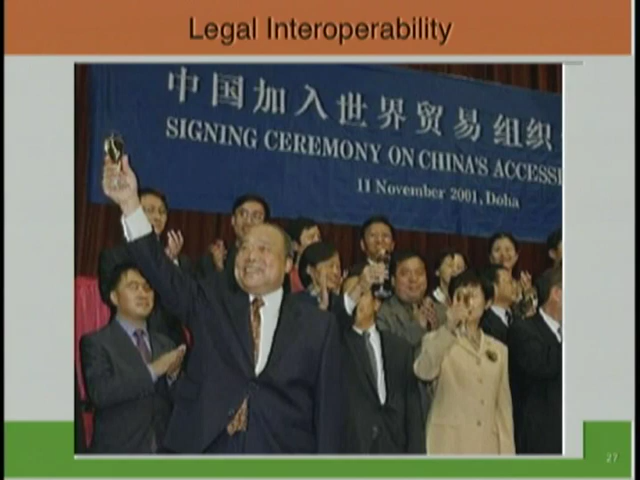 Legal Interoperability
中国加入世界贸易组织
SIGNING CEREMONY ON CHINA'S ACCESSI
11 November 2001, Doha
27